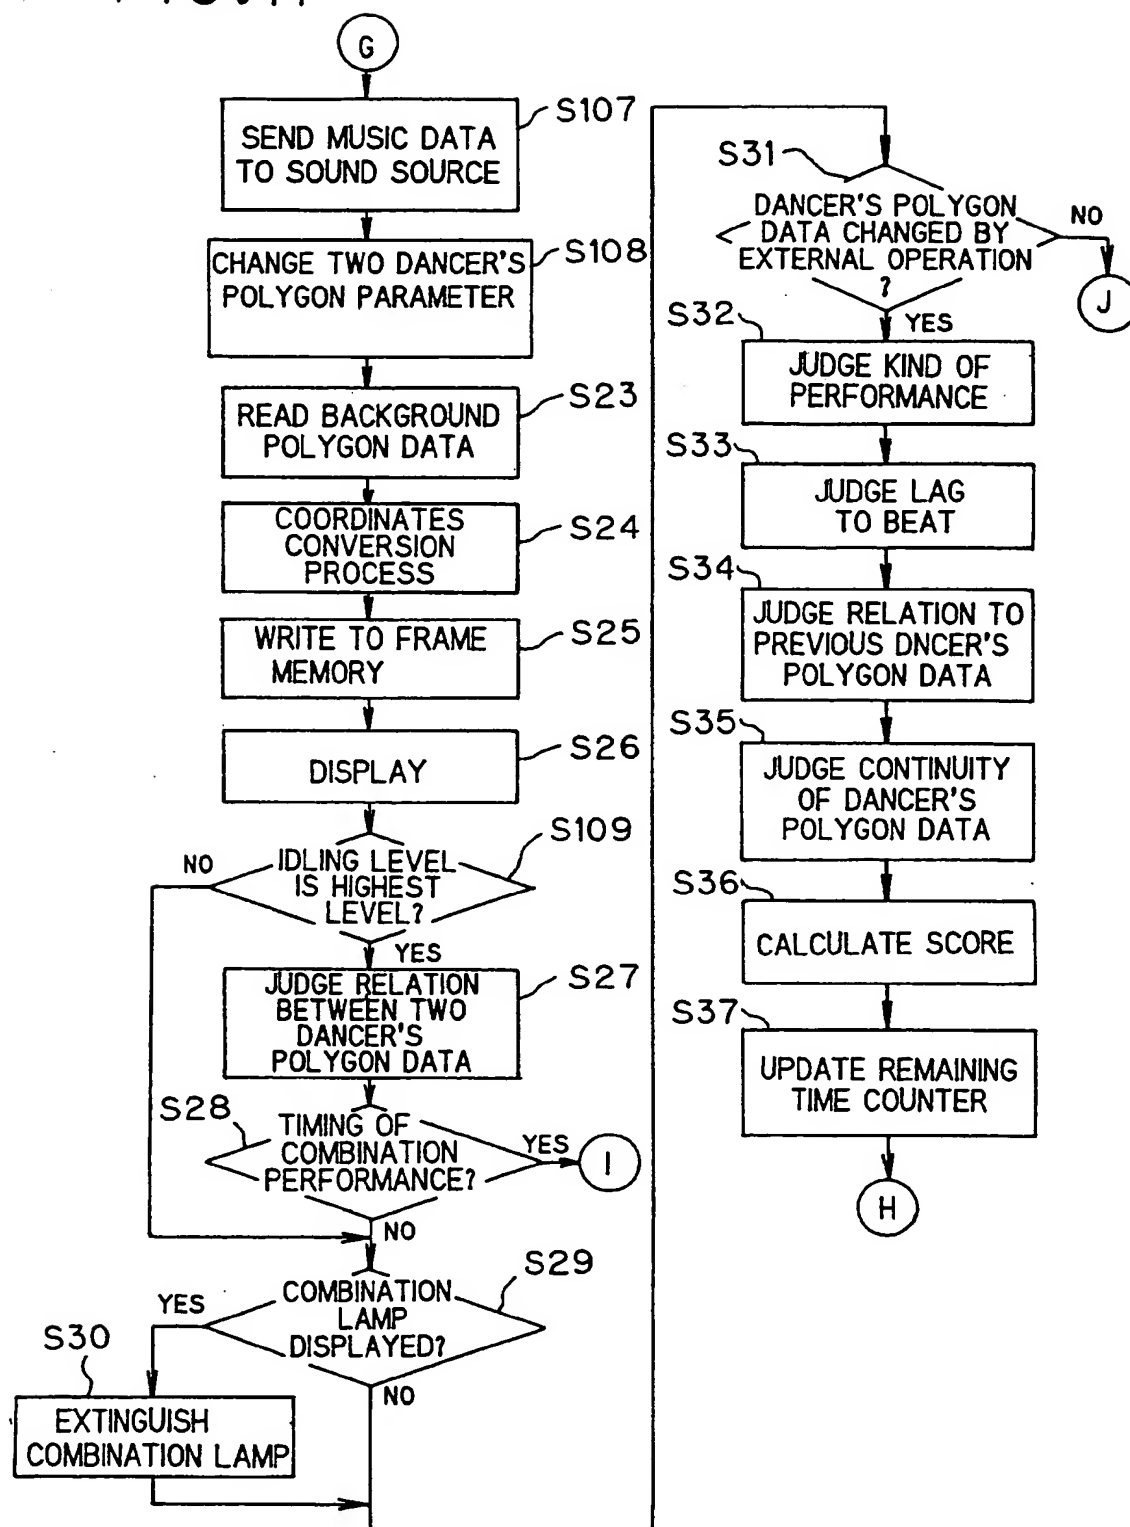 G
SEND MUSIC DATA
TO SOUND SOURCE
S107
CHANGE TWO DANCER'S
POLYGON PARAMETER
S108
READ BACKGROUND
POLYGON DATA
S23
COORDINATES
CONVERSION
PROCESS
S24
WRITE TO FRAME
MEMORY
S25
DISPLAY
S26
IDLING LEVEL
IS HIGHEST
LEVEL?
S109
NO
YES
JUDGE RELATION
BETWEEN TWO
DANCER'S
POLYGON DATA
S27
S28
TIMING OF
COMBINATION
PERFORMANCE?
YES
I
NO
S29
COMBINATION
LAMP
DISPLAYED?
YES
NO
S30
EXTINGUISH
COMBINATION LAMP
S31
DANCER'S POLYGON
DATA CHANGED BY
EXTERNAL OPERATION
?
NO
J
YES
S32
JUDGE KIND OF
PERFORMANCE
S33
JUDGE LAG
TO BEAT
S34
JUDGE RELATION TO
PREVIOUS DNCER'S
POLYGON DATA
S35
JUDGE CONTINUITY
OF DANCER'S
POLYGON DATA
S36
CALCULATE SCORE
S37
UPDATE REMAINING
TIME COUNTER
H